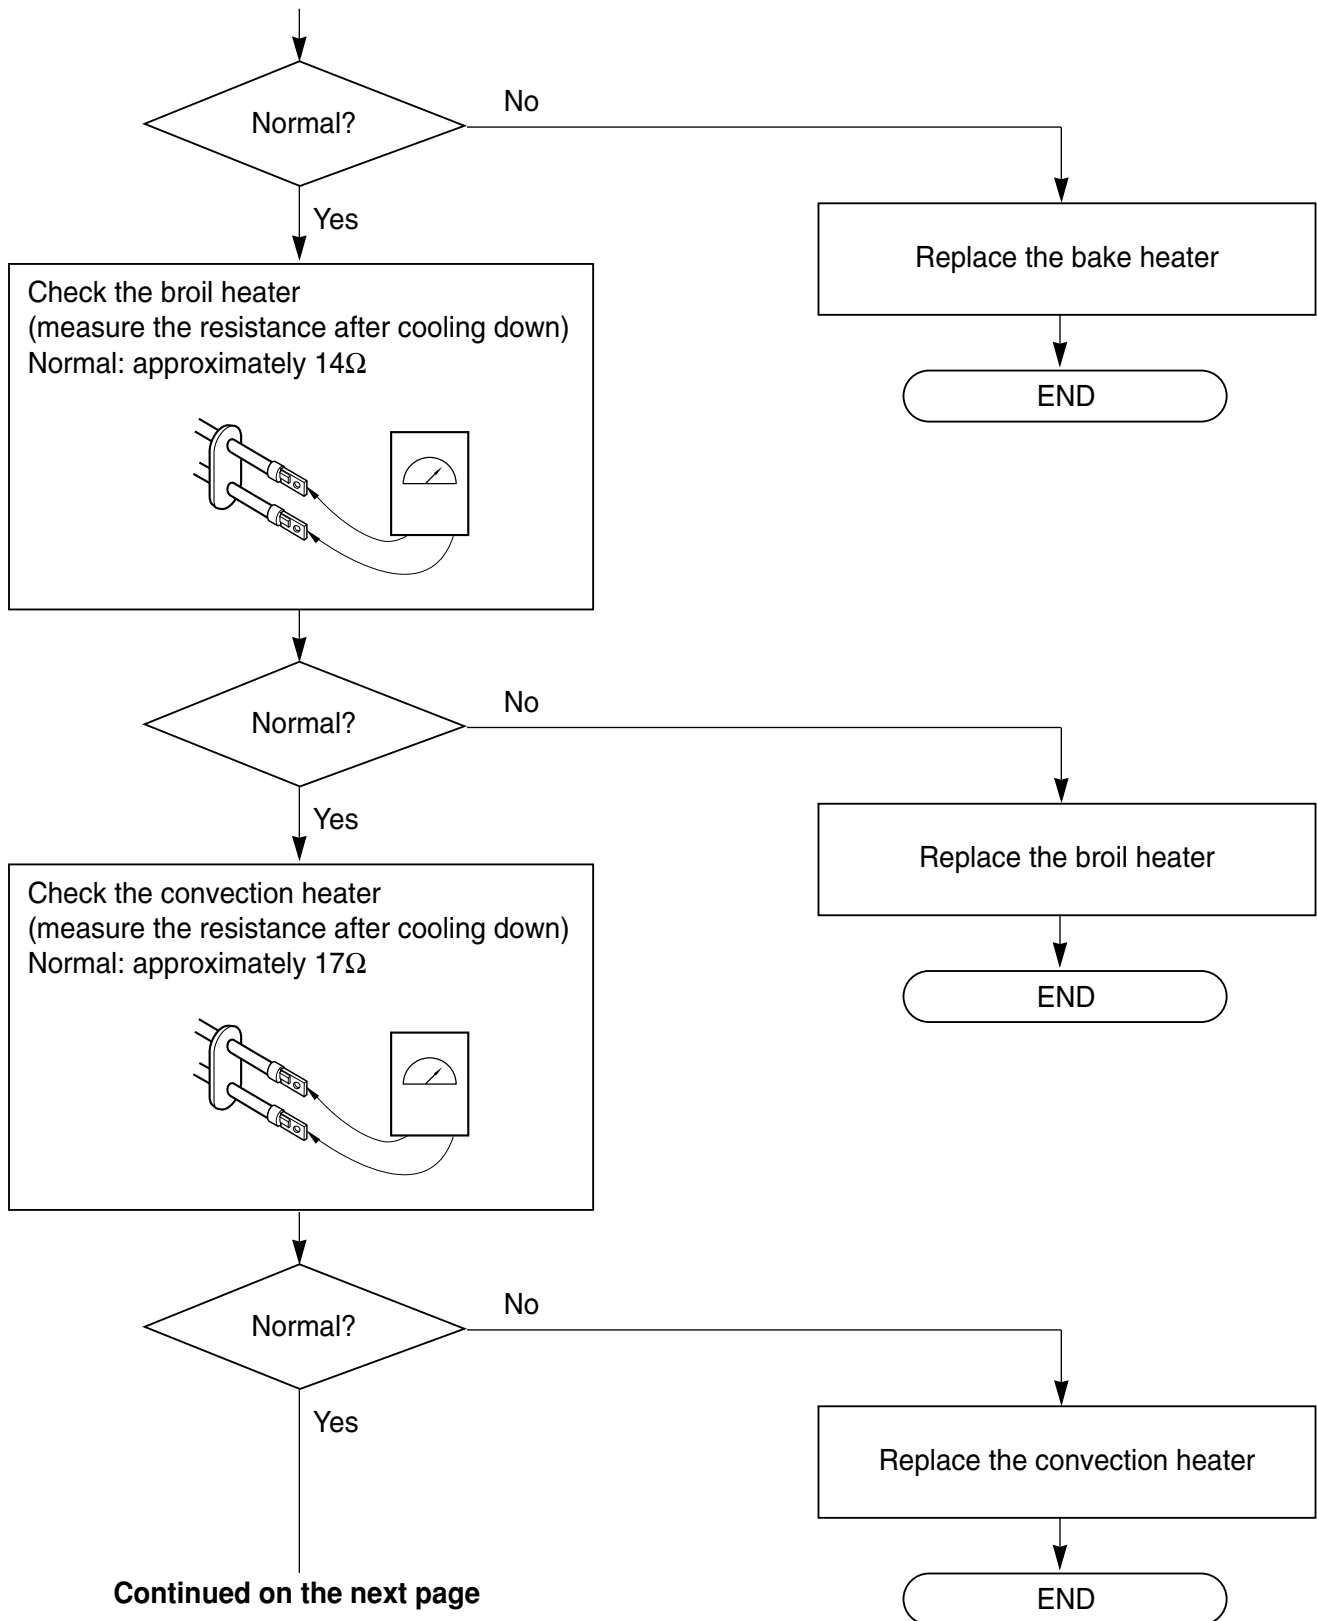 Normal?
No
Yes
Replace the bake heater
END
Check the broil heater
(measure the resistance after cooling down)
Normal: approximately 14Ω
Normal?
No
Yes
Replace the broil heater
END
Check the convection heater
(measure the resistance after cooling down)
Normal: approximately 17Ω
Normal?
No
Yes
Replace the convection heater
END
Continued on the next page